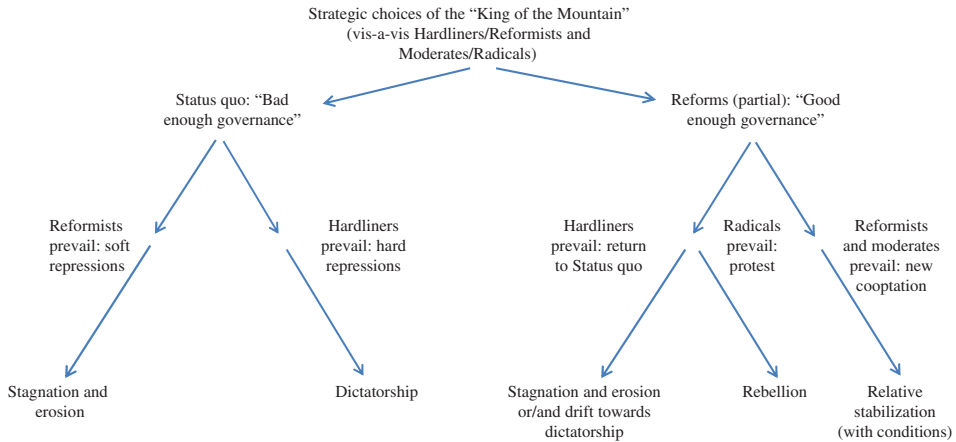 Strategic choices of the “King of the Mountain”
(vis-a-vis Hardliners/Reformists and
Moderates/Radicals)
Status quo: “Bad
enough governance”
Reforms (partial): “Good
enough governance”
Reformists
prevail: soft
repressions
Hardliners
prevail: hard
repressions
Hardliners
prevail: return
to Status quo
Radicals
prevail:
protest
Reformists
and moderates
prevail: new
cooptation
Stagnation and
erosion
Dictatorship
Stagnation and erosion
or/and drift towards
dictatorship
Rebellion
Relative
stabilization
(with conditions)